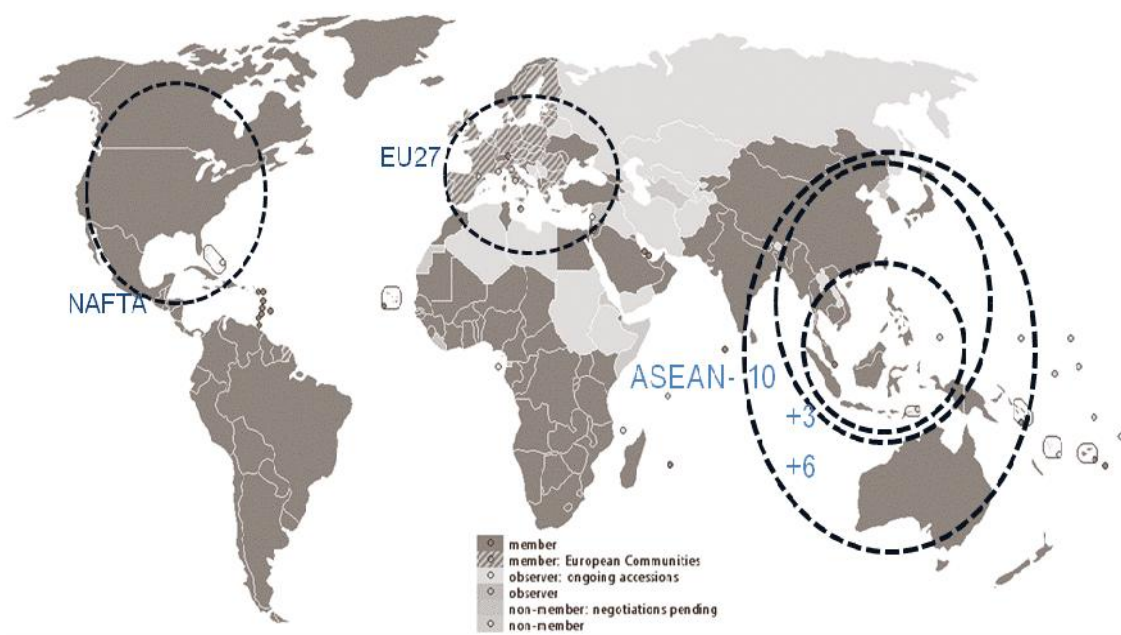 EU27
NAFTA
ASEAN- 10
+3
+6
member
member: European Communities
observer: ongoing accessions
observer
non-member: negotiations pending
non-member